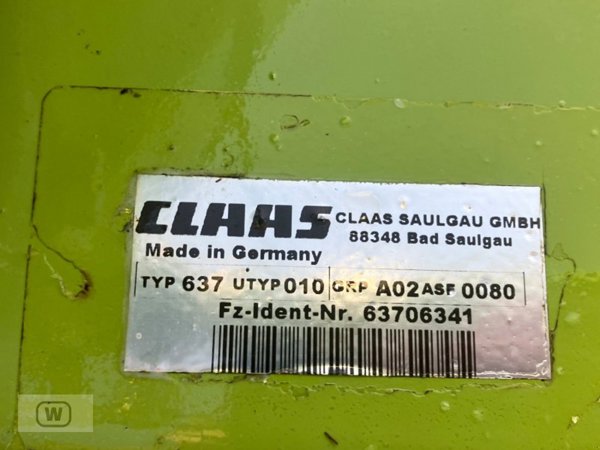 CLAAS CLAAS SAULGAU GMBH
88348 Bad Saulgau
Made in Germany
TYP 637 UTYP 010 GRP A02 ASF 0080
Fz-Ident-Nr. 63706341
W